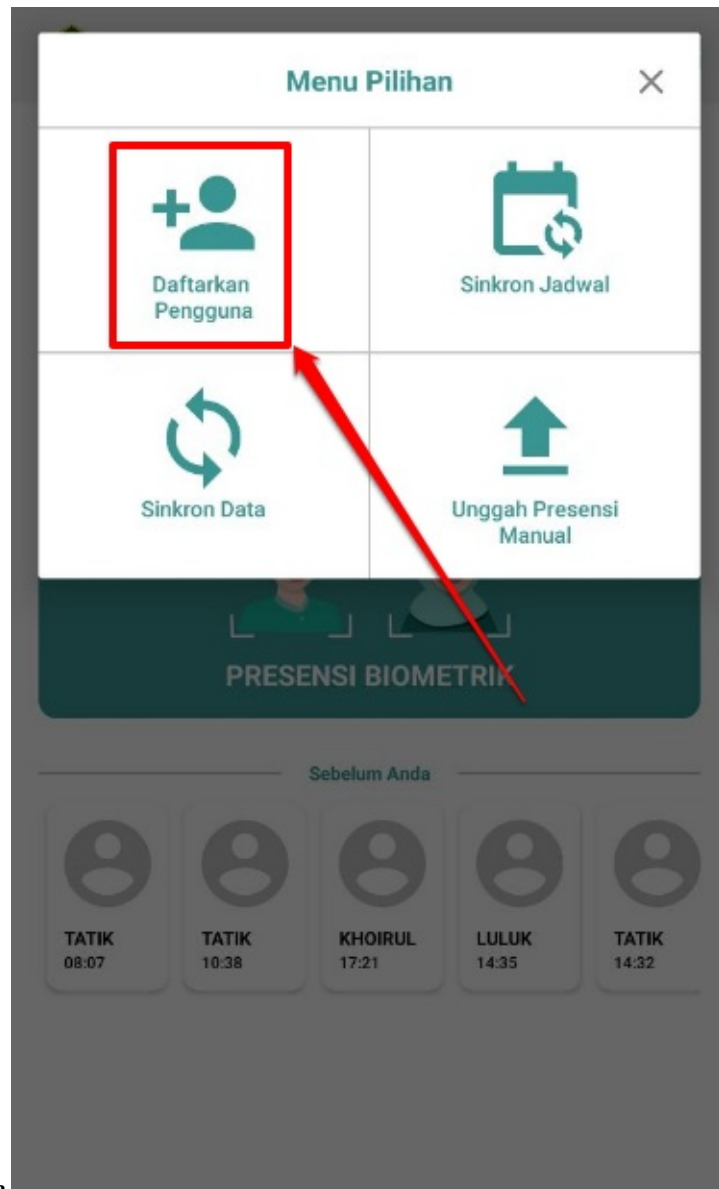 Menu Pilihan
Daftarkan
Pengguna
Sinkron Jadwal
Sinkron Data
Unggah Presensi
Manual
PRESENSI BIOMETRIK
Sebelum Anda
TATIK
08:07
TATIK
10:38
KHOIRUL
17:21
LULUK
14:35
TATIK
14:32